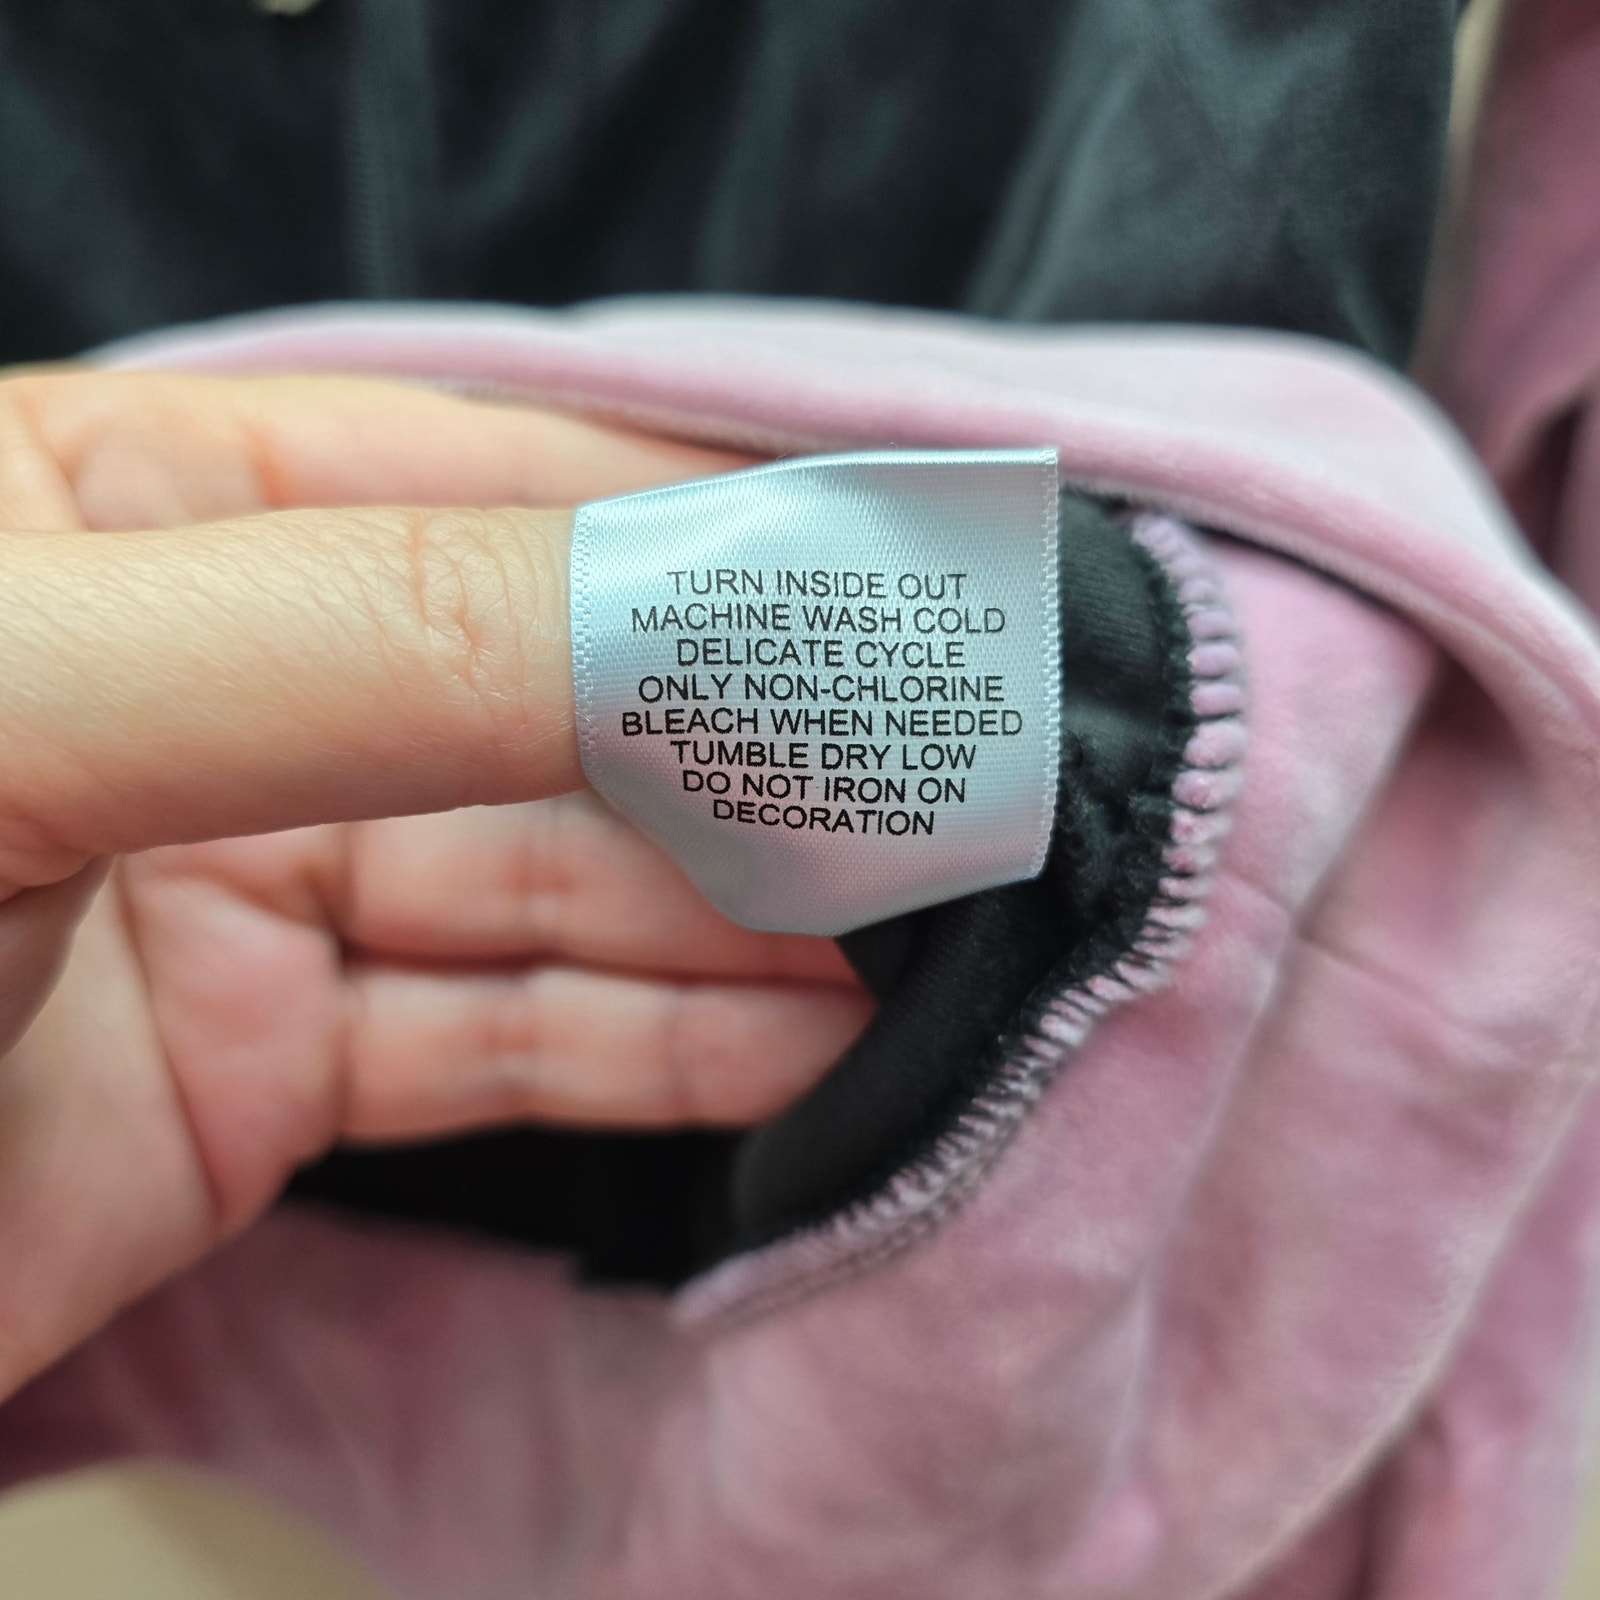 TURN INSIDE OUT
MACHINE WASH COLD
DELICATE CYCLE
ONLY NON-CHLORINE
BLEACH WHEN NEEDED
TUMBLE DRY LOW
DO NOT IRON ON
DECORATION